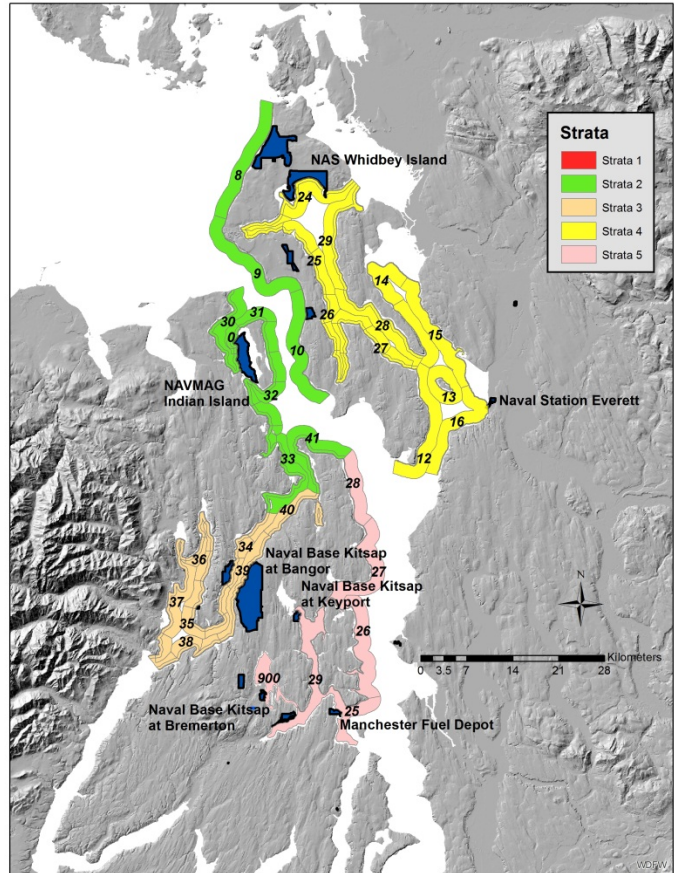 NAS Whidbey Island
Strata
Strata 1
Strata 2
Strata 3
Strata 4
Strata 5
8
24
29
25
9
14
31
26
30
28
15
0
27
10
NAVMAG
Indian Island
32
13
Naval Station Everett
16
41
12
33
28
40
36
34
Naval Base Kitsap
at Bangor
39
27
Naval Base Kitsap
at Keyport
37
35
26
N
38
Kilometers
0 3.5 7 14 21 28
900
29
Naval Base Kitsap
at Bremerton
25
Manchester Fuel Depot
WDFW